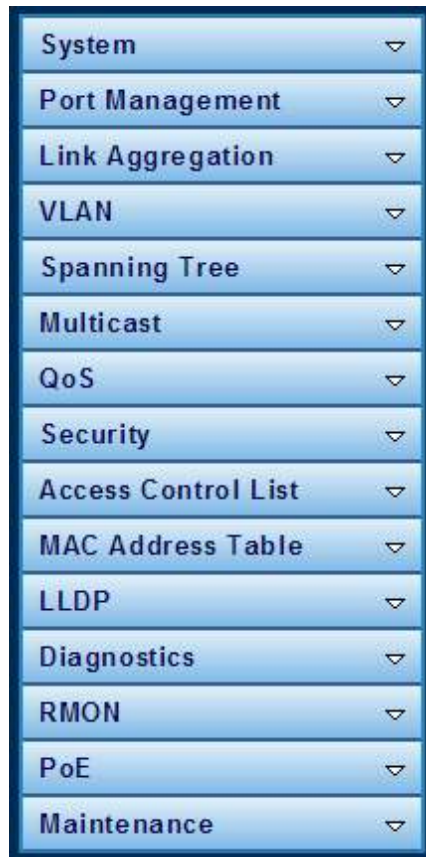 System
Port Management
Link Aggregation
VLAN
Spanning Tree
Multicast
QoS
Security
Access Control List
MAC Address Table
LLDP
Diagnostics
RMON
PoE
Maintenance